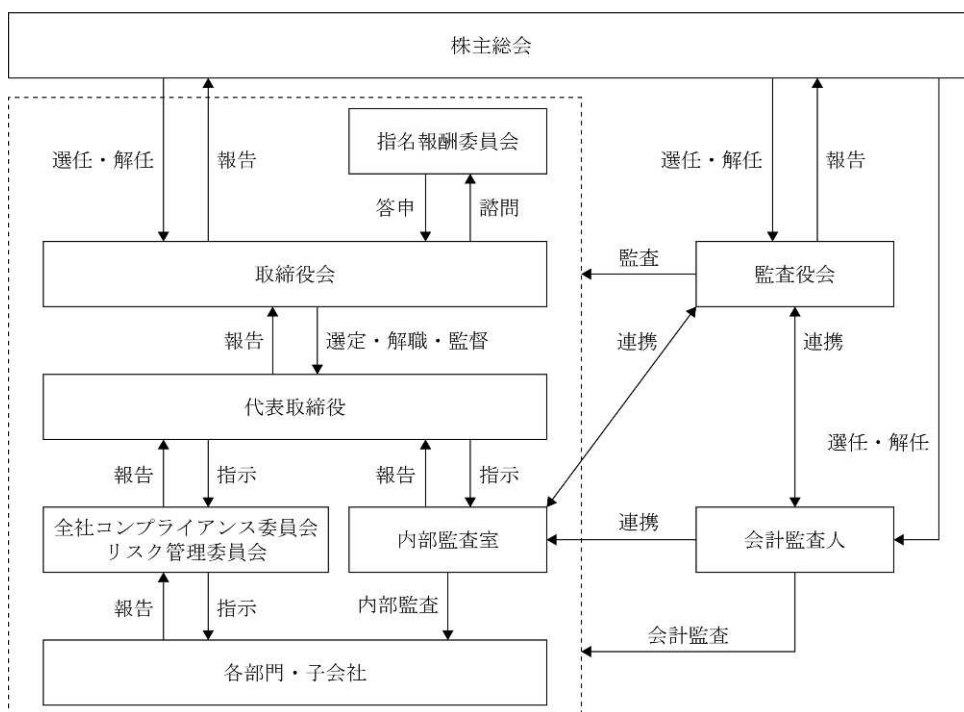 株主総会
選任・解任
報告
指名報酬委員会
選任・解任
報告
答申
諮問
取締役会
監査
監査役会
報告
選定・解職・監督
連携
連携
代表取締役
選任・解任
報告
指示
報告
指示
全社コンプライアンス委員会
リスク管理委員会
内部監査室
連携
会計監査人
報告
指示
内部監査
会計監査
各部門・子会社